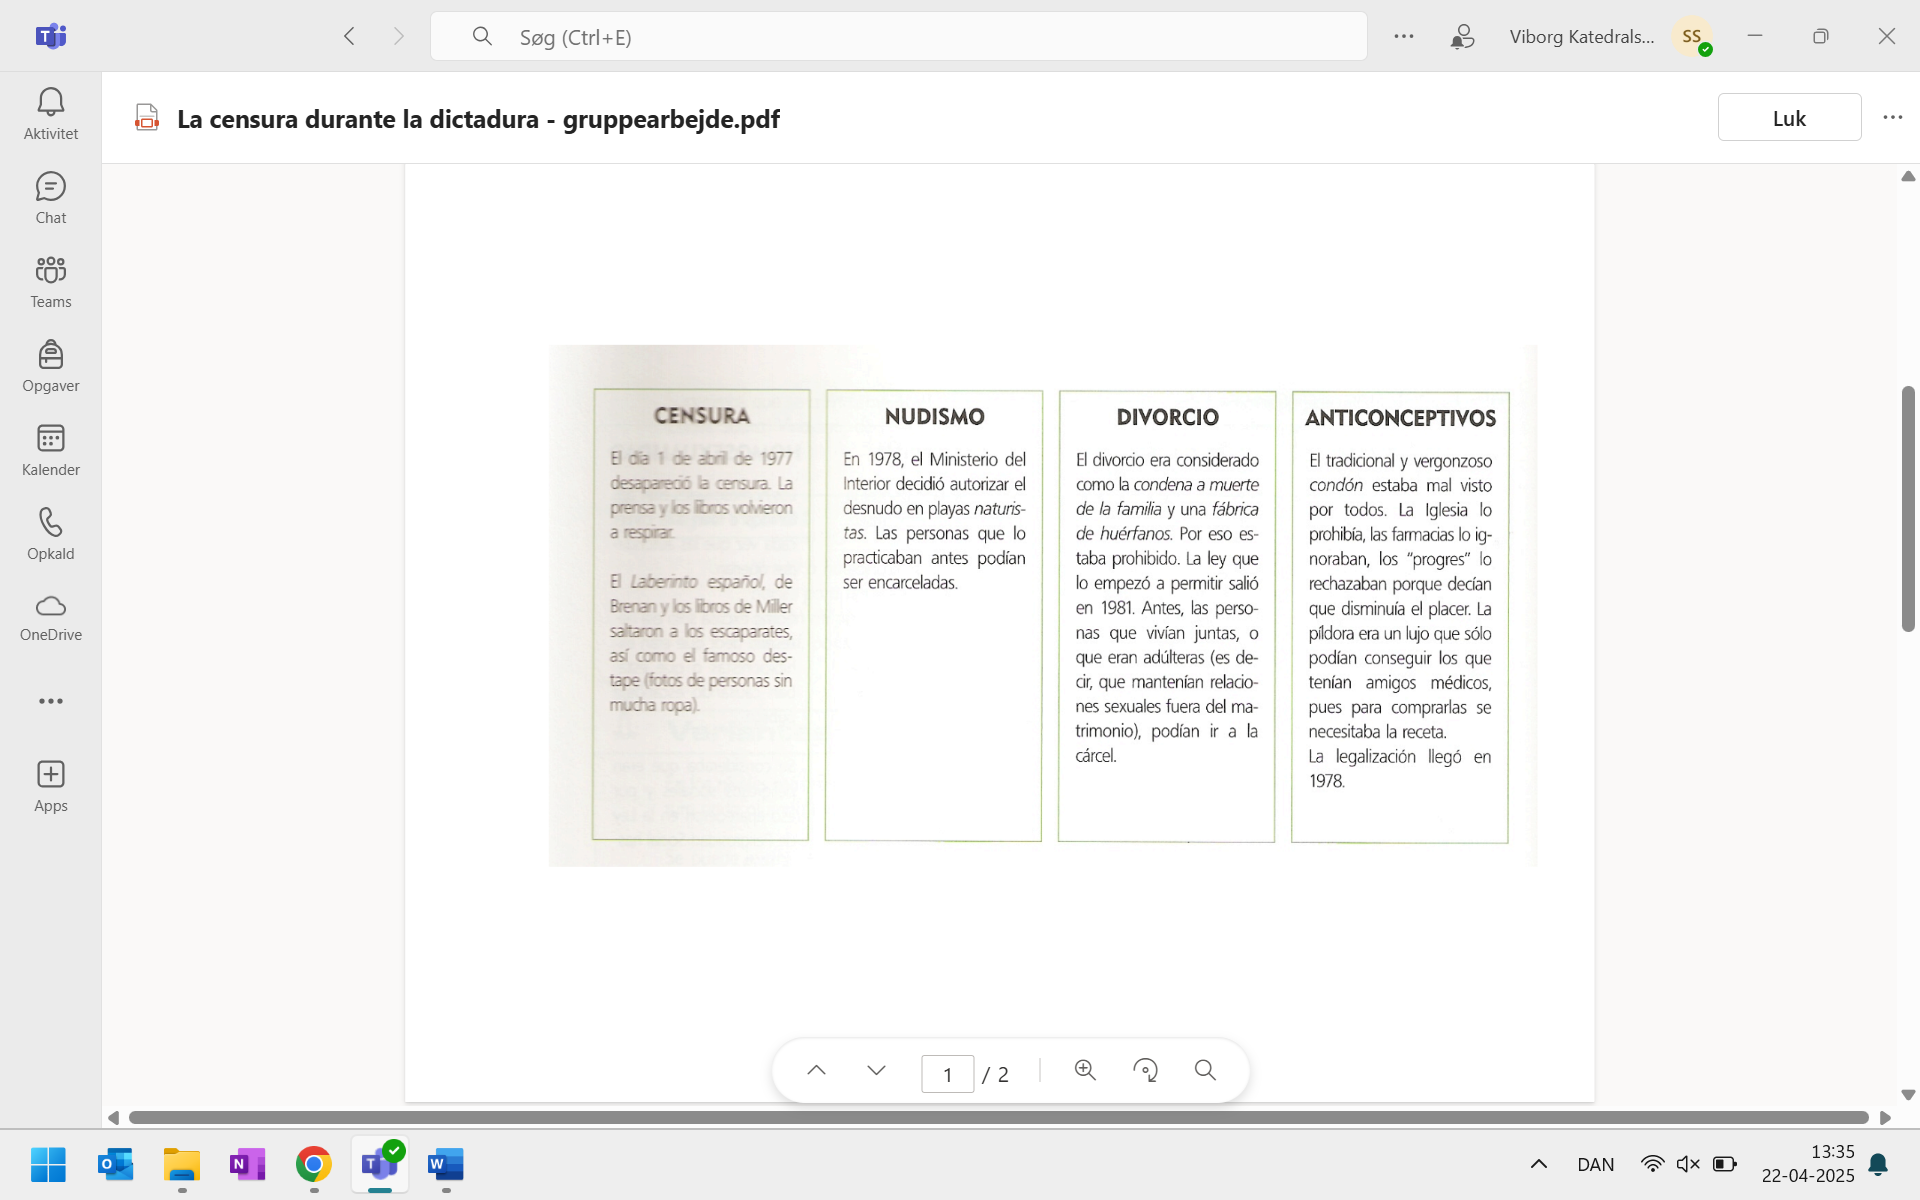 Søg (Ctrl+E)
Viborg Katedrals...
SS
Aktivitet
Chat
Teams
Opgaver
Kalender
Opkald
OneDrive
Apps
La censura durante la dictadura - gruppearbejde.pdf
Luk
CENSURA
El día 1 de abril de 1977
desapareció la censura. La
prensa y los libros volvieron
a respirar.
El Laberinto español, de
Brenan y los libros de Miller
saltaron a los escaparates,
así como el famoso des-
tape (fotos de personas sin
mucha ropa).
NUDISMO
En 1978, el Ministerio del
Interior decidió autorizar el
desnudo en playas naturis-
tas. Las personas que lo
practicaban antes podían
ser encarceladas.
DIVORCIO
El divorcio era considerado
como la condena a muerte
de la familia y una fábrica
de huérfanos. Por eso es-
taba prohibido. La ley que
lo empezó a permitir salió
en 1981. Antes, las perso-
nas que vivían juntas, o
que eran adúlteras (es de-
cir, que mantenían relacio-
nes sexuales fuera del ma-
trimonio), podían ir a la
cárcel.
ANTICONCEPTIVOS
El tradicional y vergonzoso
condón estaba mal visto
por todos. La Iglesia lo
prohibía, las farmacias lo ig-
noraban, los “progres” lo
rechazaban porque decían
que disminuía el placer. La
píldora era un lujo que sólo
podían conseguir los que
tenían amigos médicos,
pues para comprarlas se
necesitaba la receta.
La legalización llegó en
1978.
1 / 2
DAN
13:35
22-04-2025